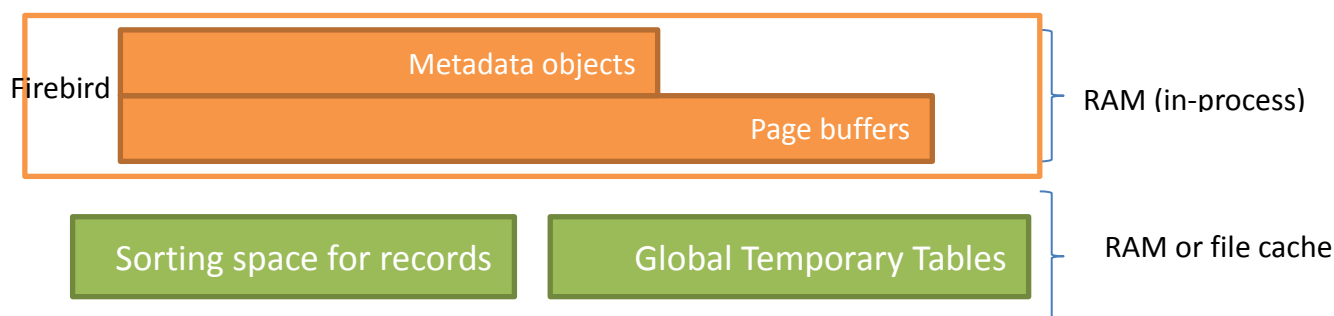 Metadata objects
Firebird
Page buffers
RAM (in-process)
Sorting space for records
Global Temporary Tables
RAM or file cache